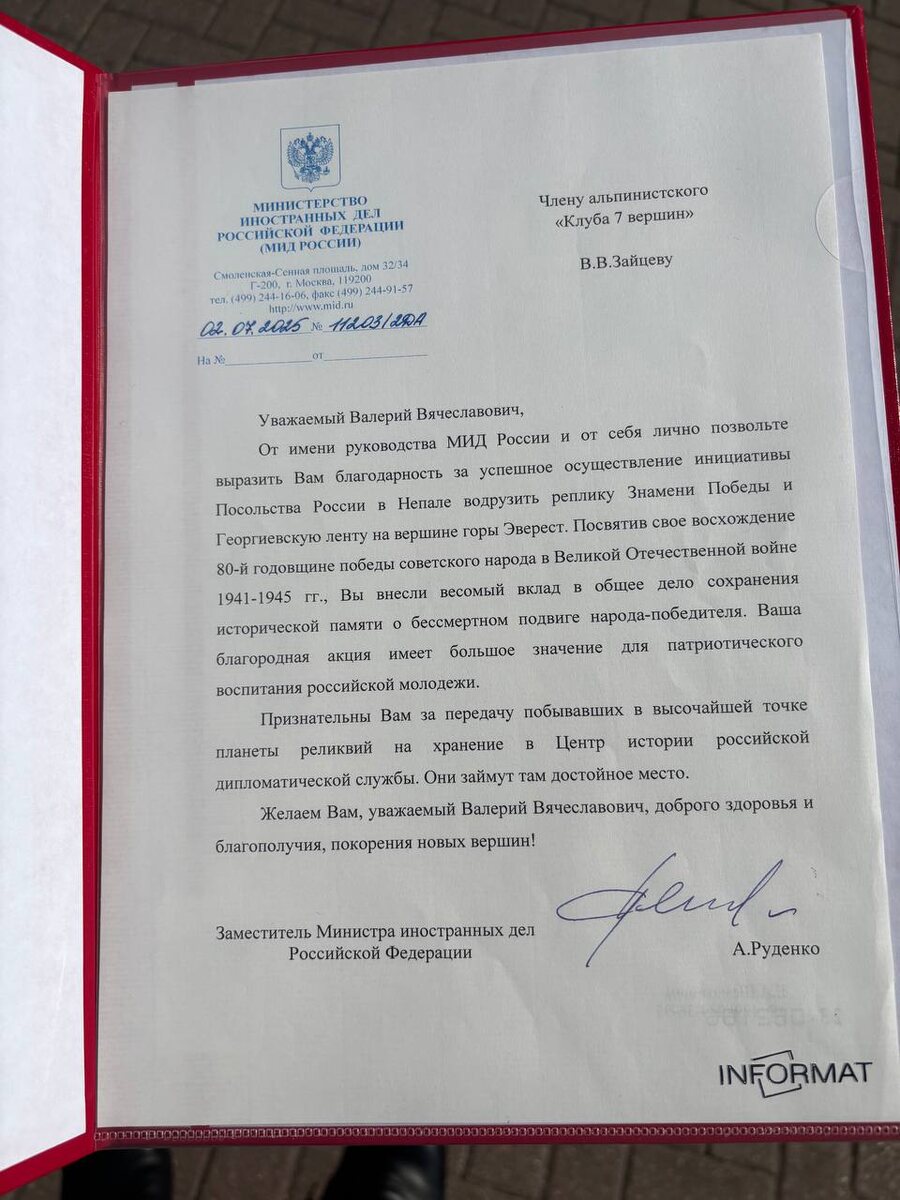 МИНИСТЕРСТВО
ИНОСТРАННЫХ ДЕЛ
РОССИЙСКОЙ ФЕДЕРАЦИИ
(МИД РОССИИ)
Смоленская-Сенная площадь, дом 32/34
Г-200, г. Москва, 119200
тел. (499) 244-16-06, факс (499) 244-91-57
http://www.mid.ru
02.07.2025 № 11203/2ДА
На №______________от__________________
Члену альпинистского
«Клуба 7 вершин»
В.В.Зайцеву
Уважаемый Валерий Вячеславович,
От имени руководства МИД России и от себя лично позвольте
выразить Вам благодарность за успешное осуществление инициативы
Посольства России в Непале водрузить реплику Знамени Победы и
Георгиевскую ленту на вершине горы Эверест. Посвятив свое восхождение
80-й годовщине победы советского народа в Великой Отечественной войне
1941-1945 гг., Вы внесли весомый вклад в общее дело сохранения
исторической памяти о бессмертном подвиге народа-победителя. Ваша
благородная акция имеет большое значение для патриотического
воспитания российской молодежи.
Признательны Вам за передачу побывавших в высочайшей точке
планеты реликвий на хранение в Центр истории российской
дипломатической службы. Они займут там достойное место.
Желаем Вам, уважаемый Валерий Вячеславович, доброго здоровья и
благополучия, покорения новых вершин!
Заместитель Министра иностранных дел
Российской Федерации
А.Руденко
INFORMAT